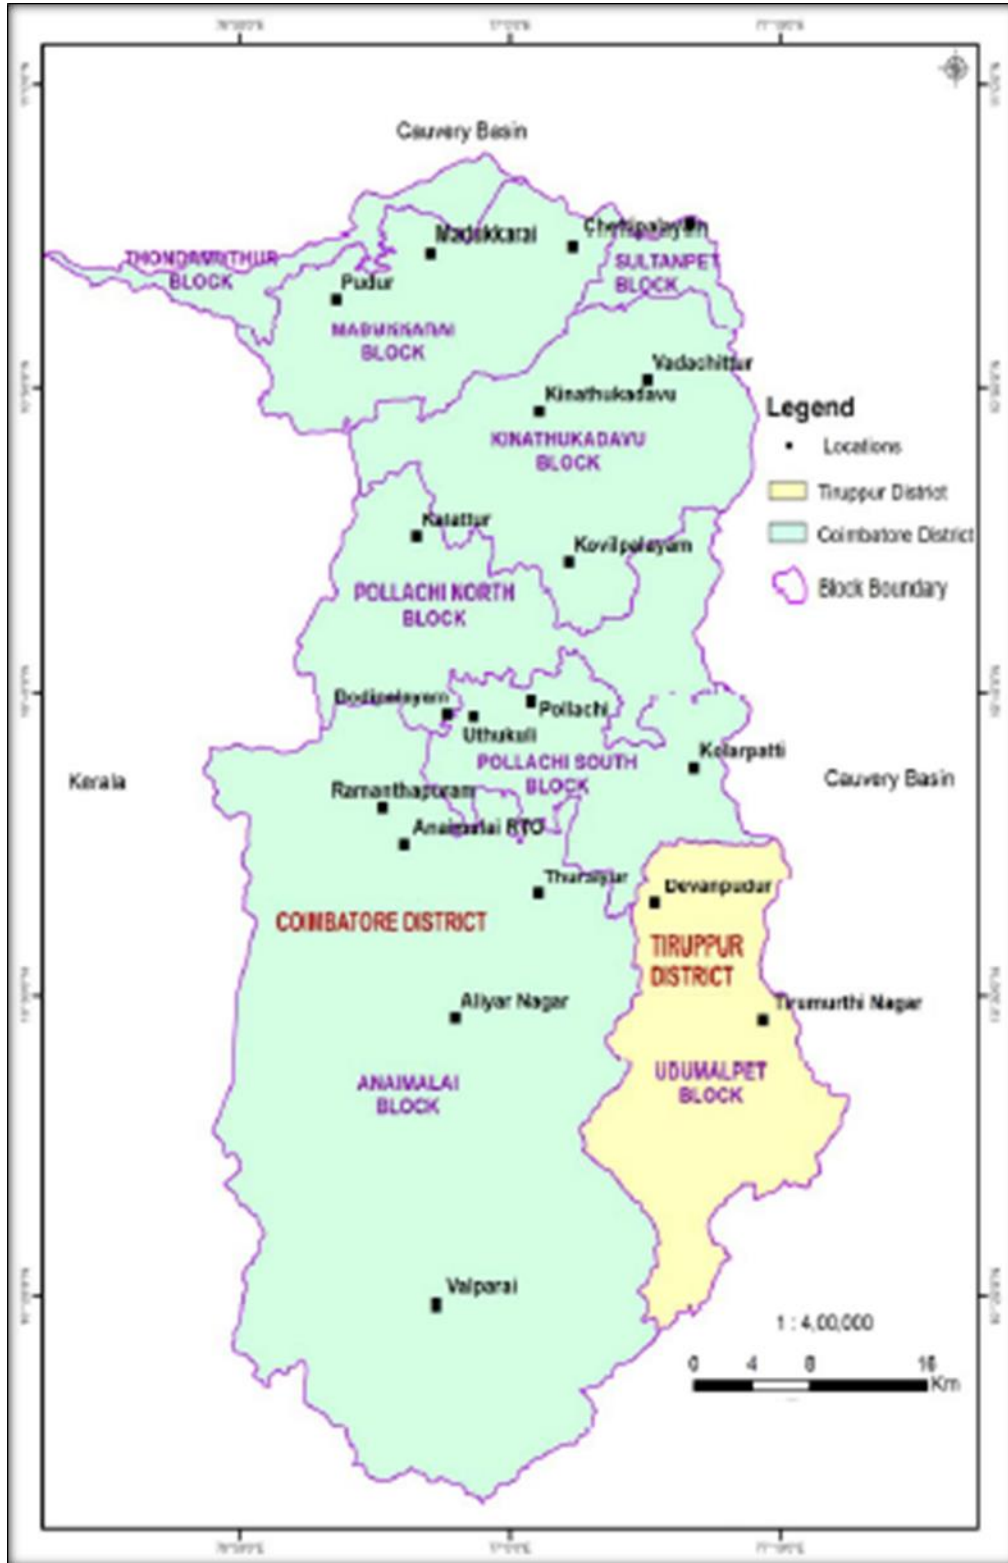 Cauvery Basin
Madukkarai
Chettipalayam
THONDAMUTHUR
BLOCK
SULTANPET
BLOCK
Pudur
MADUKKARAI
BLOCK
Vadachittur
Kinathukadavu
KINATHUKADAVU
BLOCK
Legend
Locations
Tiruppur District
Coimbatore District
Block Boundary
Kalattur
Kovilpalayam
POLLACHI NORTH
BLOCK
Pollachi
Uthukuli
POLLACHI SOUTH
BLOCK
Kolarpatti
Kerala
Cauvery Basin
Ramanthapuram
Anaimalai RTO
Thuraiyur
Devanpudur
COIMBATORE DISTRICT
TIRUPPUR
DISTRICT
Aliyar Nagar
Tirumurthi Nagar
ANAIMALAI
BLOCK
UDUMALPET
BLOCK
Valparai
1 : 4,00,000
0 4 8 16
Km